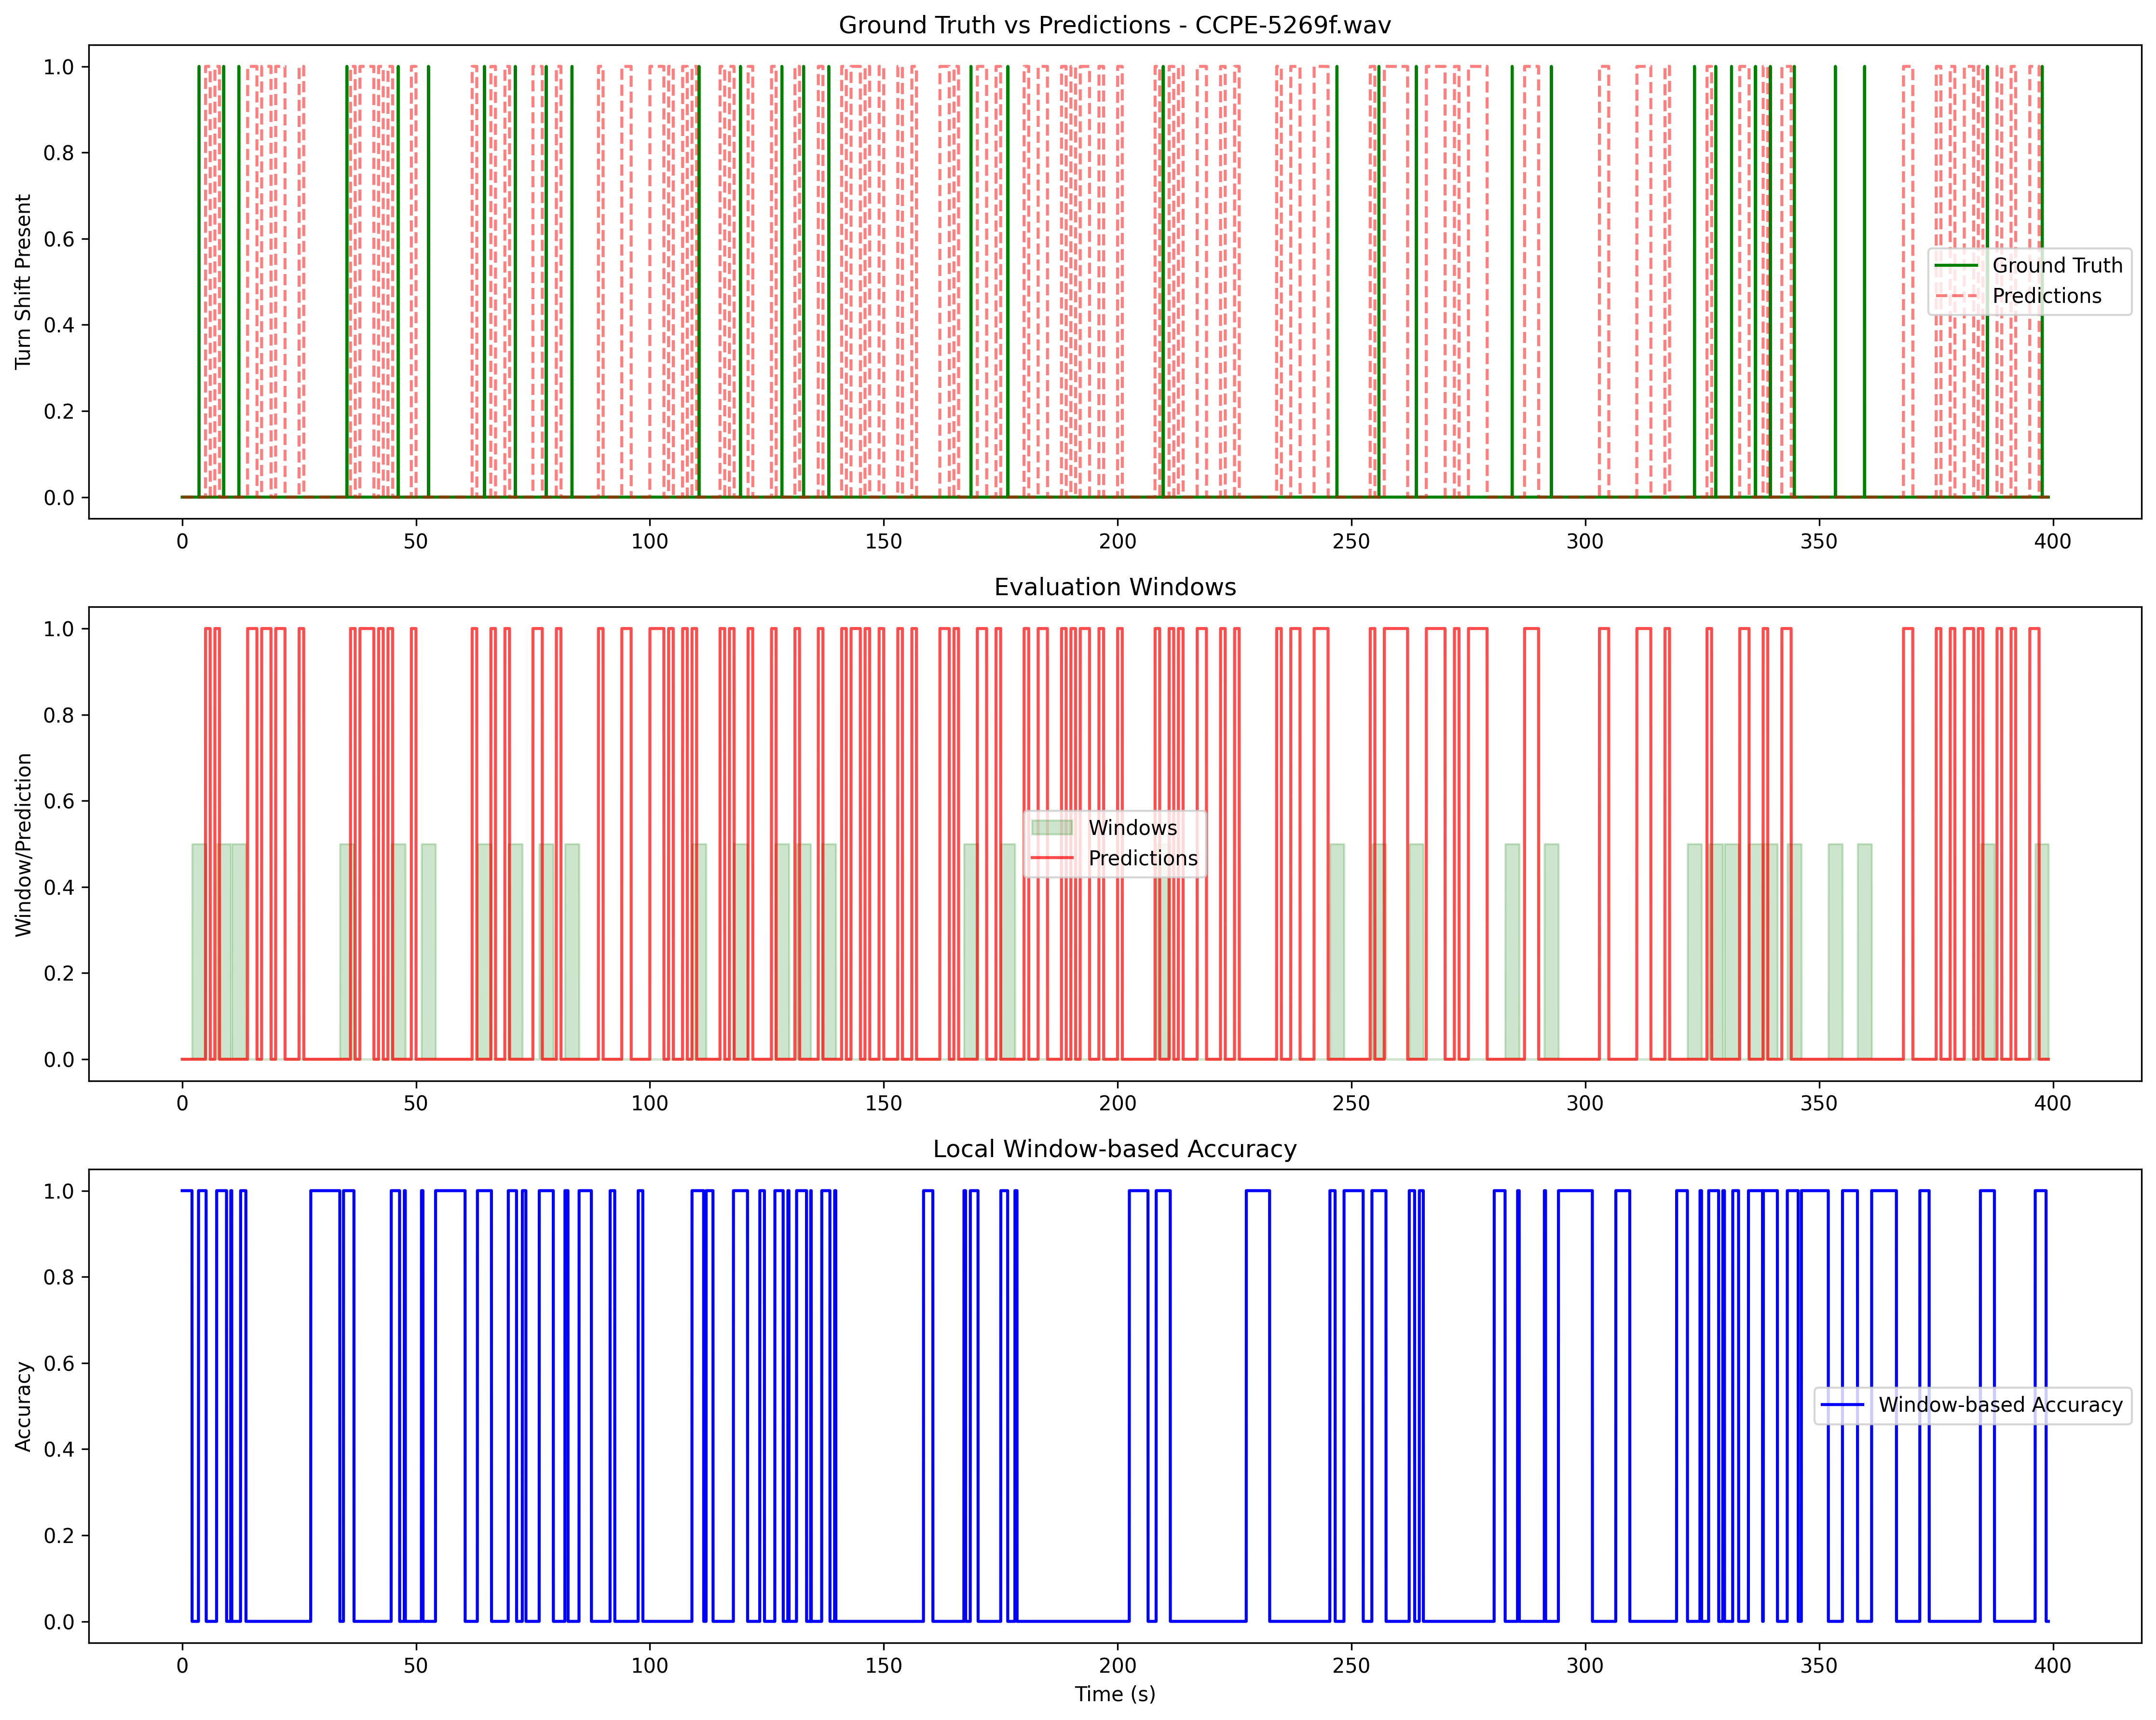 Ground Truth vs Predictions - CCPE-5269f.wav
Turn Shift Present
1.0
0.8
0.6
0.4
0.2
0.0
Ground Truth
Predictions
0 50 100 150 200 250 300 350 400
Evaluation Windows
Window/Prediction
1.0
0.8
0.6
0.4
0.2
0.0
Windows
Predictions
0 50 100 150 200 250 300 350 400
Local Window-based Accuracy
Accuracy
1.0
0.8
0.6
0.4
0.2
0.0
Window-based Accuracy
0 50 100 150 200 250 300 350 400
Time (s)